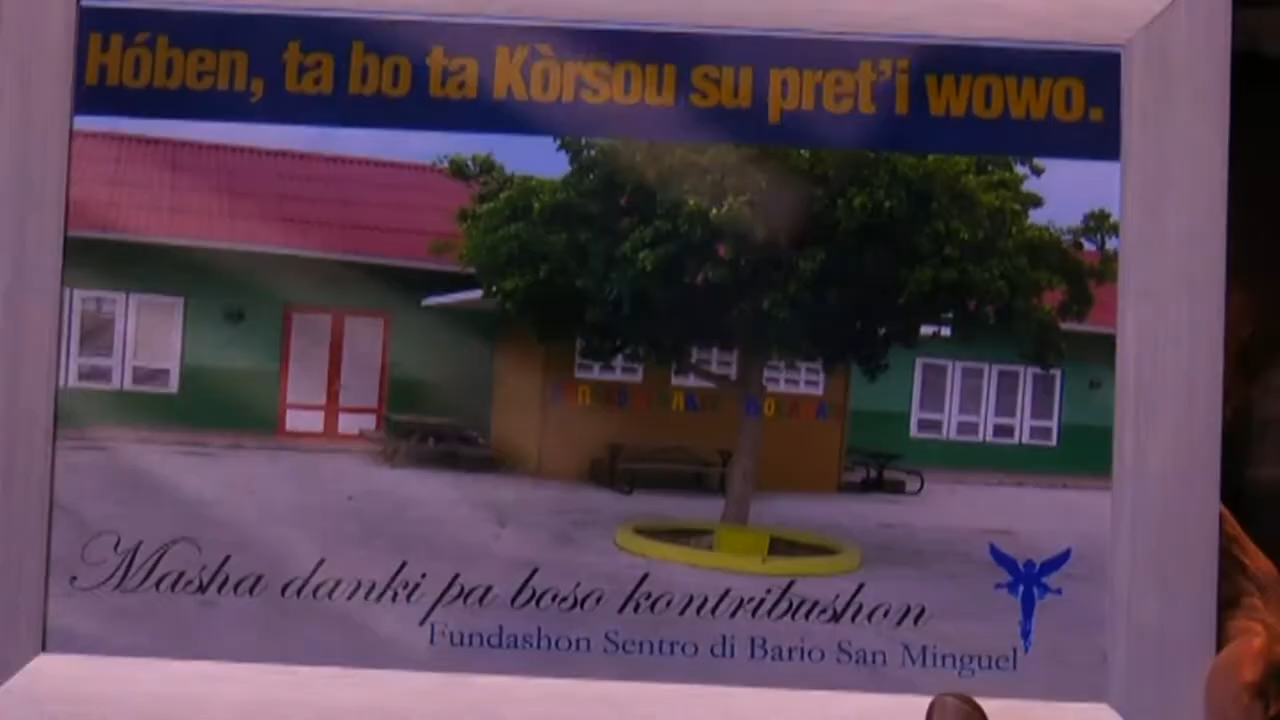 Hóben, ta bo ta Kòrsou su pret'i wowo.
Masha danki pa boso kontribushon
Fundashon Sentro di Bario San Minguel